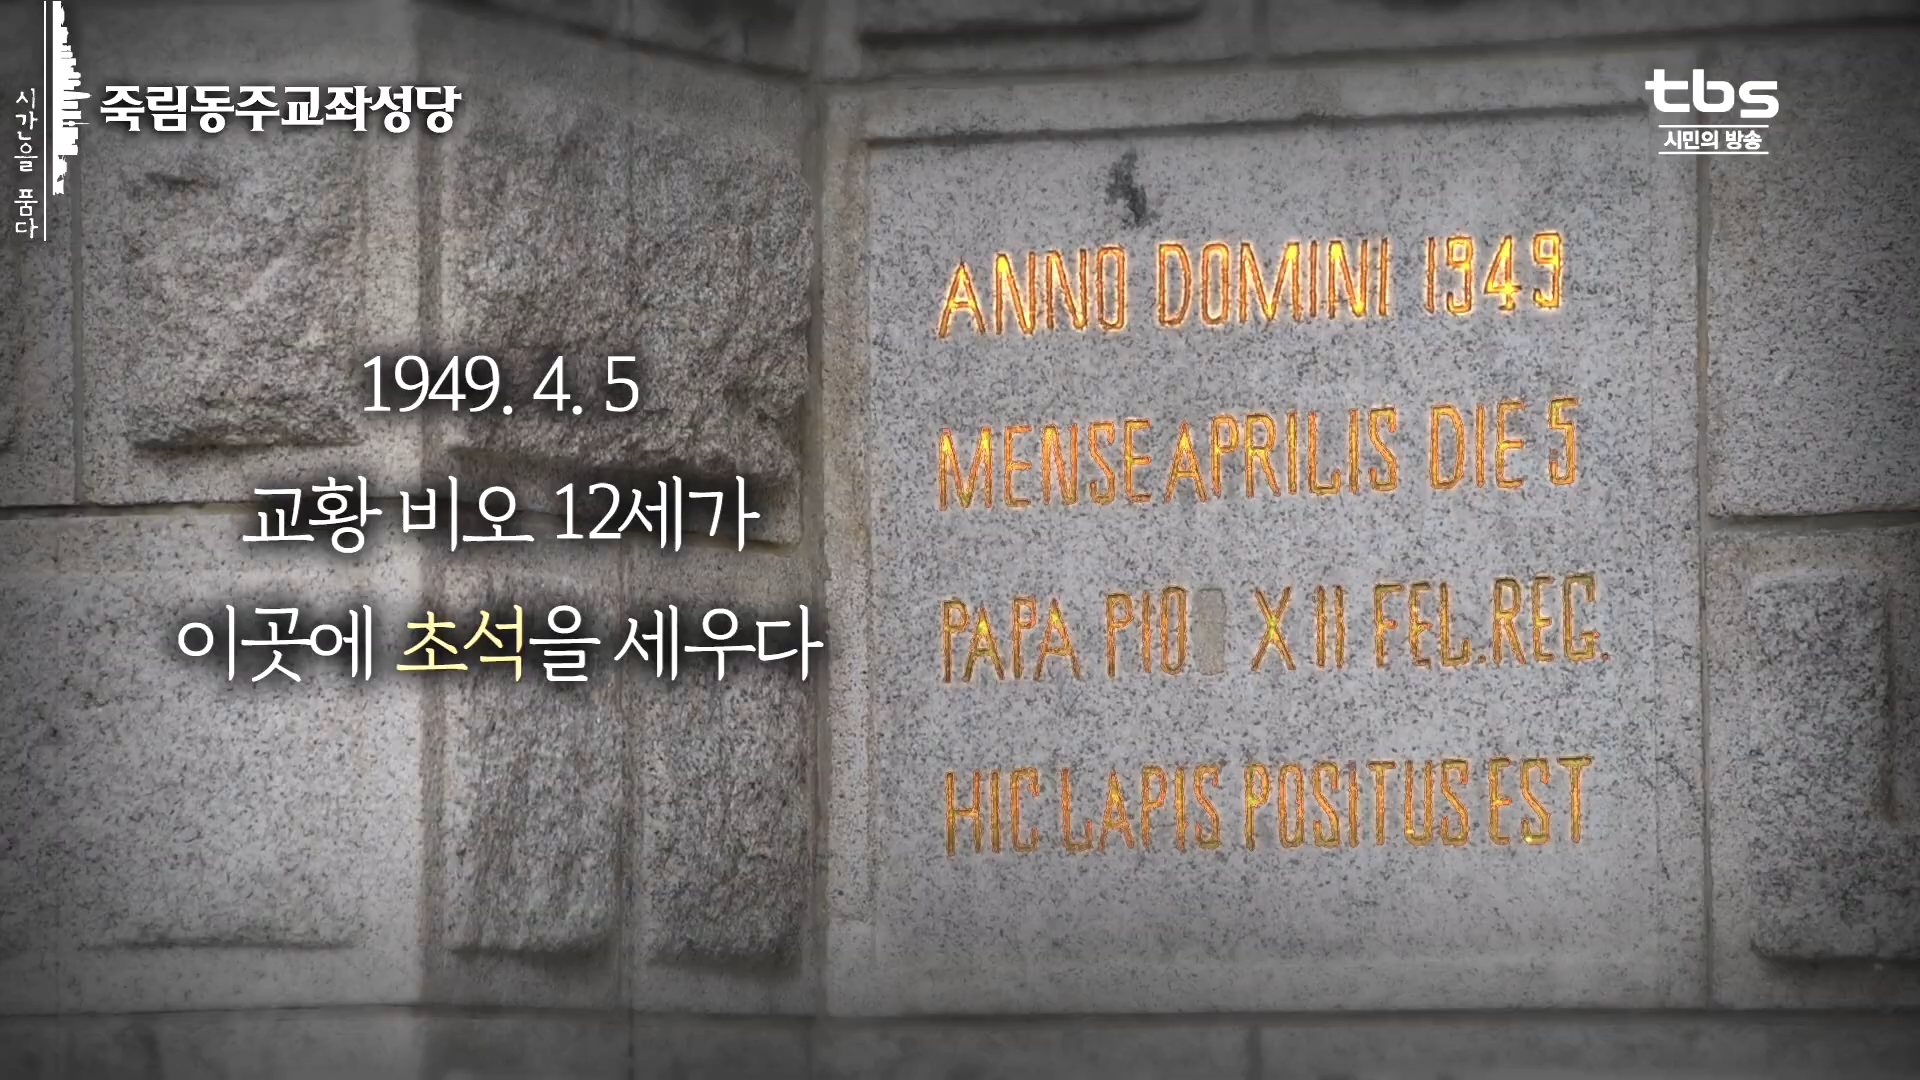 시간을 품다
죽림동주교좌성당
tbs
시민의 방송
1949. 4. 5
교황 비오 12세가
이곳에 초석을 세우다
ANNO DOMINI 1949
MENSE APRILIS DIE 5
PAPA PIO XII FEL.REG.
HIC LAPIS POSITUS EST